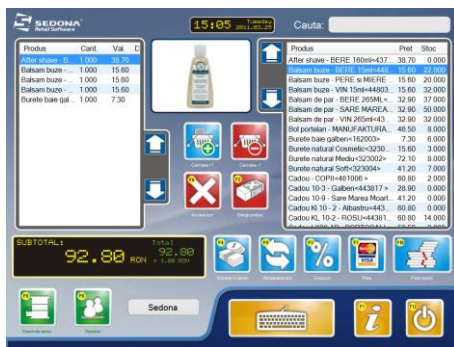 SEDONA
Retail Software
15:05 Tuesday
2011.03.29
Cauta:
Produs Cant. Val.
After shave - B... 1.000 38.70
Balsam buze - ... 1.000 15.60
Balsam buze - ... 1.000 15.60
Balsam buze - ... 1.000 15.60
Burete baie gal... 1.000 7.30
Produs Pret Stoc
After shave - BERE 160ml<437... 38.70 0.000
Balsam buze - BERE 15ml<448... 15.60 22.000
Balsam buze - PERE si MIERE ... 15.60 20.000
Balsam buze - VIN 15ml<44803... 15.60 32.000
Balsam de par - BERE 265ML<... 32.90 37.000
Balsam de par - SARE MAREA... 32.90 50.000
Balsam de par - VIN 265ml<43... 32.90 32.000
Bol portelan - MANUFAKTURA... 46.50 8.000
Burete baie galben<162003> 7.30 6.000
Burete natural Cosmetic<3230... 15.60 3.000
Burete natural Mediu<323002> 72.10 8.000
Burete natural Soft<323004> 41.20 7.000
Cadou - COPII<461006 > 60.80 2.000
Cadou 10-3 - Galben<443817 > 28.90 0.000
Cadou 10-9 - Sare Marea Moart... 41.20 0.000
Cadou Kl 10 - 2 - Albastru<443... 60.80 0.000
Cadou KL 10-2 - ROSU<44381... 60.80 14.000
SUBTOTAL:
92.80 RON
Total
92.80
Discount
Sedona